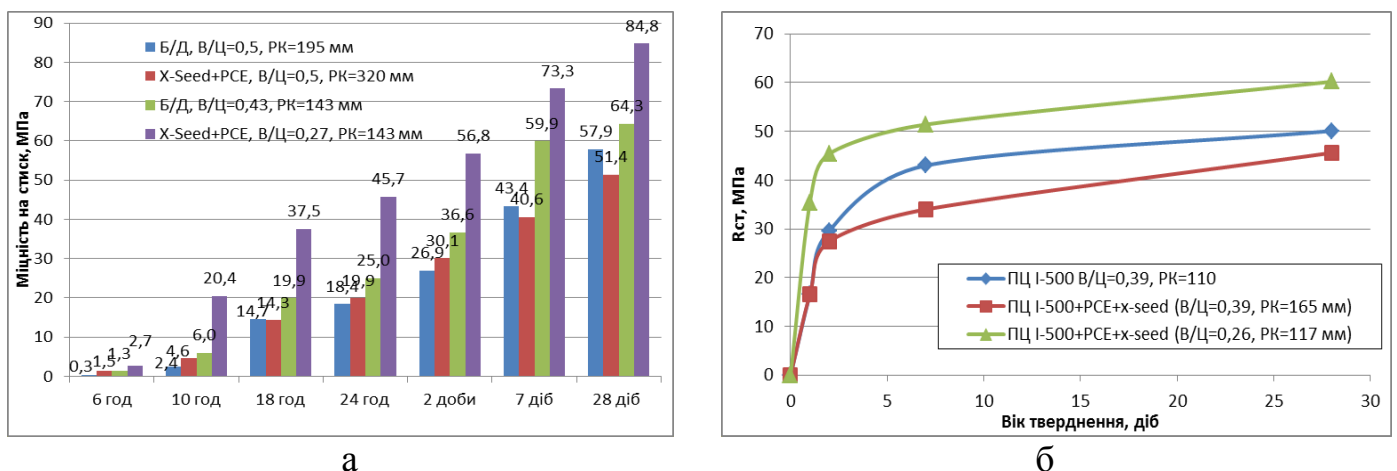 90
80
70
60
50
40
30
20
10
0
Міцність на стиск, МПа
Б/Д, В/Ц=0,5, РК=195 мм
X-Seed+PCE, В/Ц=0,5, РК=320 мм
Б/Д, В/Ц=0,43, РК=143 мм
X-Seed+PCE, В/Ц=0,27, РК=143 мм
0,3
1,5
1,3
2,7
2,4
4,6
6,0
20,4
14,7
14,3
19,9
37,5
18,4
19,9
25,0
45,7
26,9
30,1
36,6
56,8
43,4
40,6
59,9
73,3
57,9
51,4
64,3
84,8
6 год
10 год
18 год
24 год
2 доби
7 діб
28 діб
а
70
60
50
40
30
20
10
0
Rст, МПа
ПЦ І-500 В/Ц=0,39, РК=110
ПЦ І-500+PCE+x-seed (В/Ц=0,39, РК=165 мм)
ПЦ І-500+PCE+x-seed (В/Ц=0,26, РК=117 мм)
0
5
10
15
20
25
30
Вік тверднення, діб
б